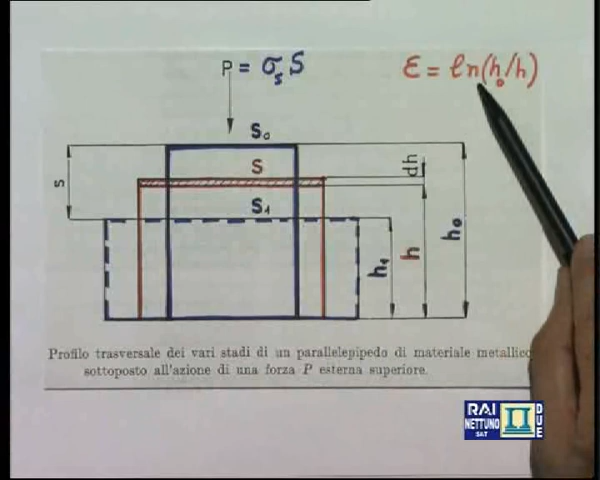 P = σs S
ε = ln(h₀/h)
S₀
S
dh
s
S₁
h₁
h
h₀
Profilo trasversale dei vari stadi di un parallelepipedo di materiale metallico
sottoposto all'azione di una forza P esterna superiore.
RAI
NETTUNO
SAT
DUE